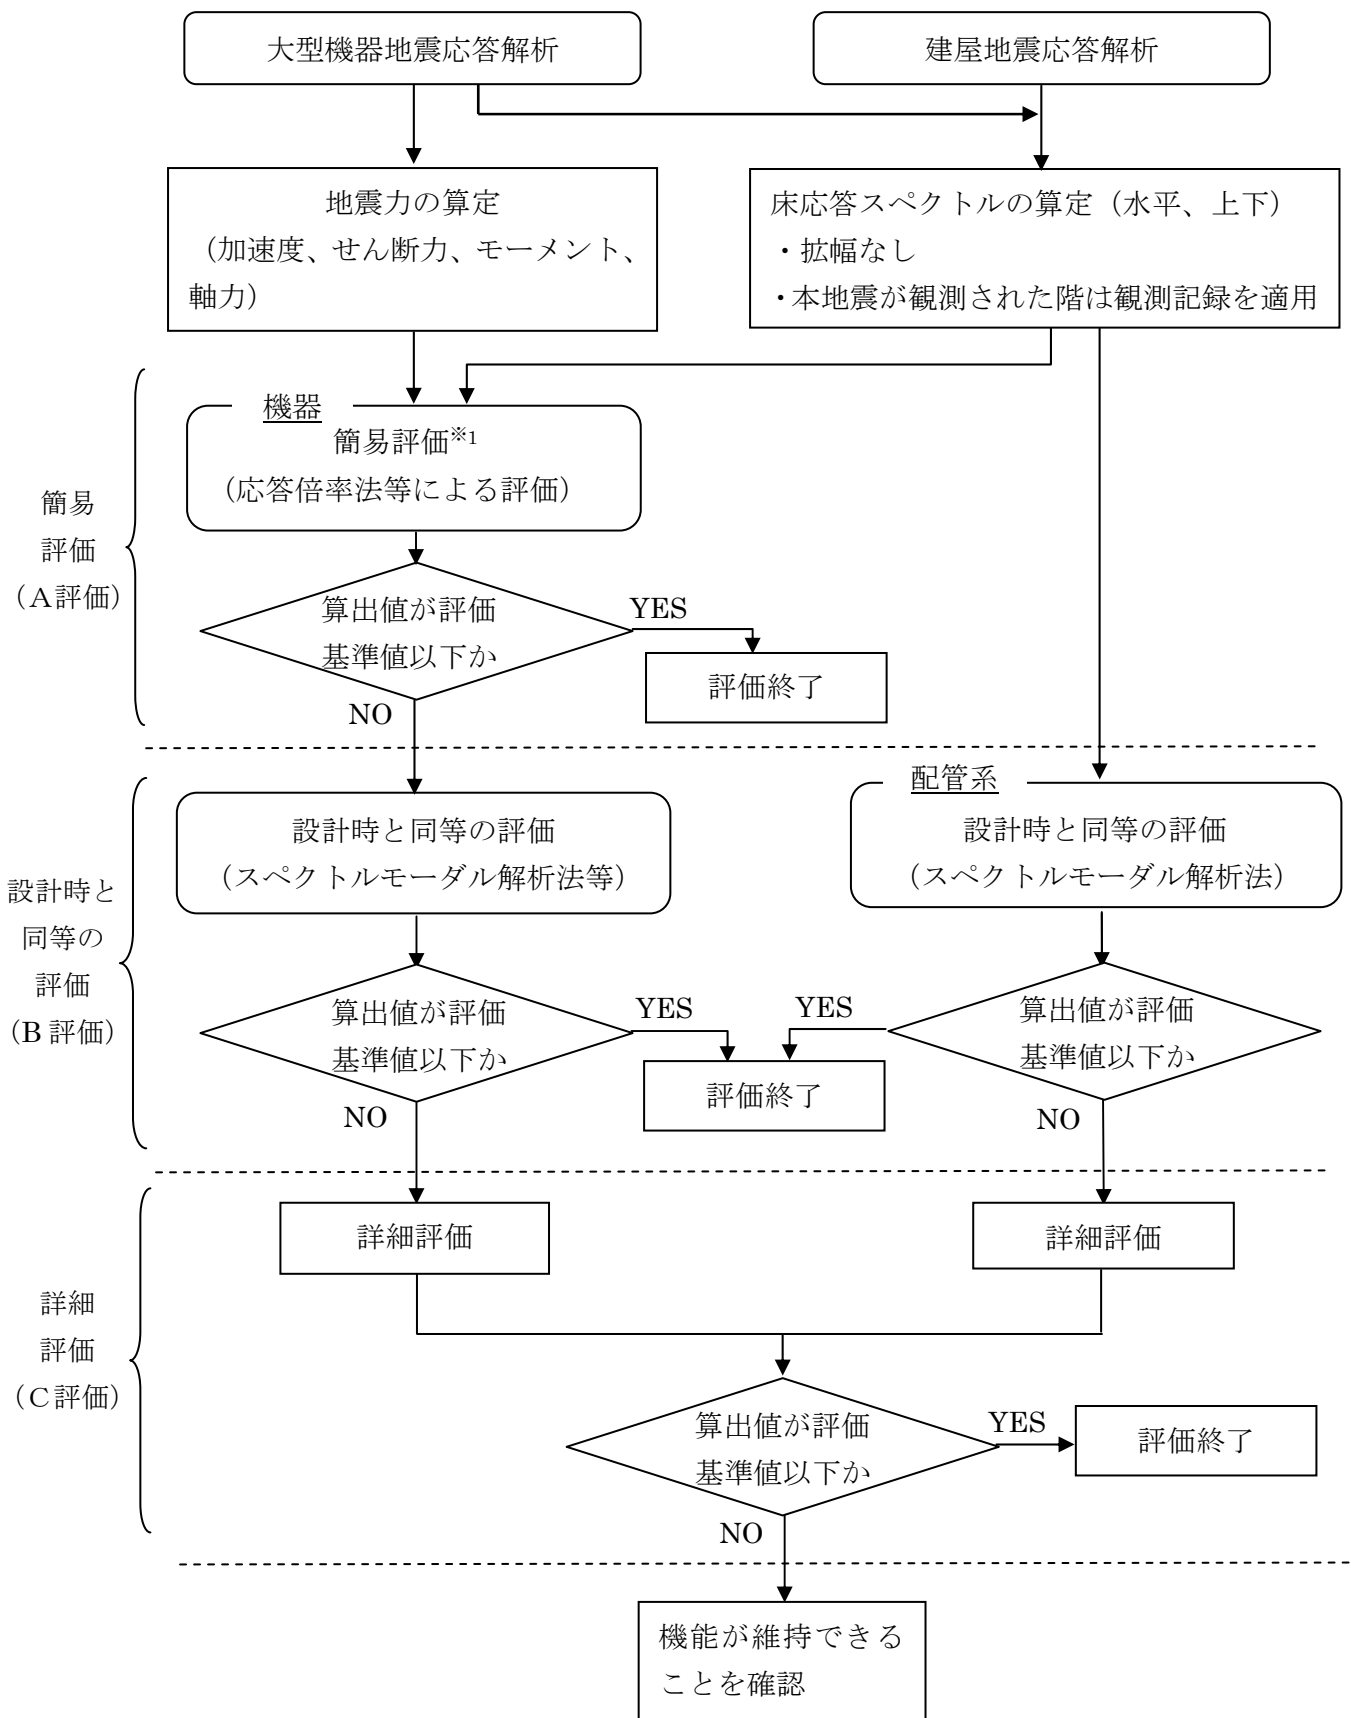 大型機器地震応答解析
建屋地震応答解析
地震力の算定
（加速度、せん断力、モーメント、
軸力）
床応答スペクトルの算定（水平、上下）
・拡幅なし
・本地震が観測された階は観測記録を適用
簡易
評価
（A評価）
機器
簡易評価※1
（応答倍率法等による評価）
算出値が評価
基準値以下か
YES
評価終了
NO
設計時と
同等の
評価
（B 評価）
設計時と同等の評価
（スペクトルモーダル解析法等）
配管系
設計時と同等の評価
（スペクトルモーダル解析法）
算出値が評価
基準値以下か
YES
YES
算出値が評価
基準値以下か
評価終了
NO
NO
詳細
評価
（C評価）
詳細評価
詳細評価
算出値が評価
基準値以下か
YES
評価終了
NO
機能が維持できる
ことを確認